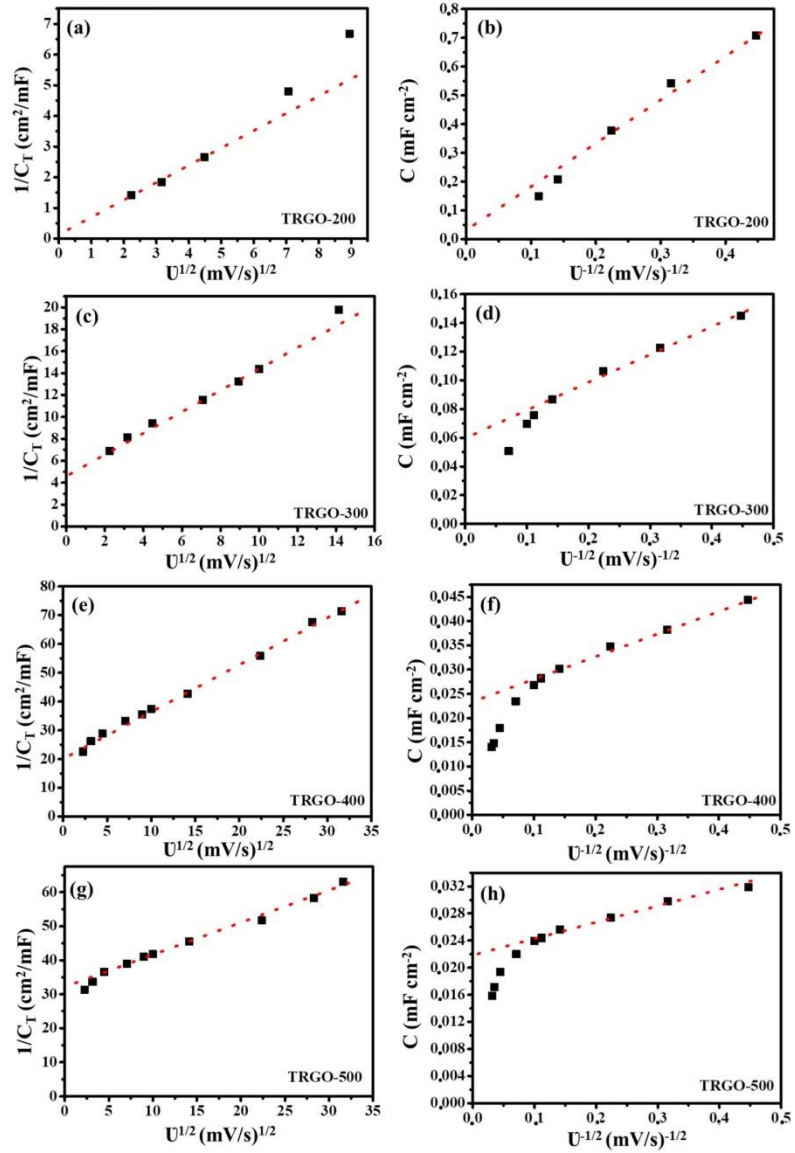 (a)
1/C_T (cm²/mF)
7
6
5
4
3
2
1
0
TRGO-200
0 1 2 3 4 5 6 7 8 9
Ʊ^1/2 (mV/s)^1/2
(b)
C (mF cm⁻²)
0.8
0.7
0.6
0.5
0.4
0.3
0.2
0.1
0.0
TRGO-200
0.0 0.1 0.2 0.3 0.4
Ʊ^-1/2 (mV/s)^-1/2
(c)
1/C_T (cm²/mF)
20
18
16
14
12
10
8
6
4
2
0
TRGO-300
0 2 4 6 8 10 12 14 16
Ʊ^1/2 (mV/s)^1/2
(d)
C (mF cm⁻²)
0.16
0.14
0.12
0.10
0.08
0.06
0.04
0.02
0.00
TRGO-300
0.0 0.1 0.2 0.3 0.4 0.5
Ʊ^-1/2 (mV/s)^-1/2
(e)
1/C_T (cm²/mF)
80
70
60
50
40
30
20
10
0
TRGO-400
0 5 10 15 20 25 30 35
Ʊ^1/2 (mV/s)^1/2
(f)
C (mF cm⁻²)
0.045
0.040
0.035
0.030
0.025
0.020
0.015
0.010
0.005
0.000
TRGO-400
0.0 0.1 0.2 0.3 0.4 0.5
Ʊ^-1/2 (mV/s)^-1/2
(g)
1/C_T (cm²/mF)
60
50
40
30
20
10
0
TRGO-500
0 5 10 15 20 25 30 35
Ʊ^1/2 (mV/s)^1/2
(h)
C (mF cm⁻²)
0.032
0.028
0.024
0.020
0.016
0.012
0.008
0.004
0.000
TRGO-500
0.0 0.1 0.2 0.3 0.4 0.5
Ʊ^-1/2 (mV/s)^-1/2